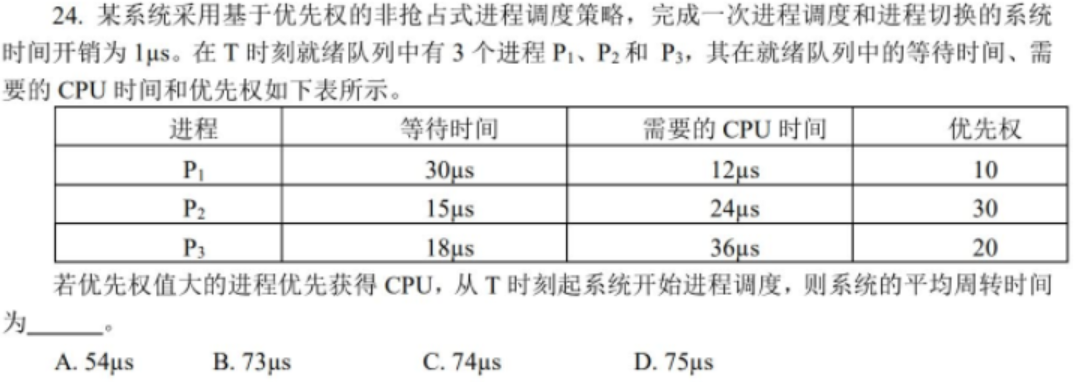 24. 某系统采用基于优先权的非抢占式进程调度策略，完成一次进程调度和进程切换的系统
时间开销为 1μs。在 T 时刻就绪队列中有 3 个进程 P₁、P₂ 和 P₃，其在就绪队列中的等待时间、需
要的 CPU 时间和优先权如下表所示。
进程 等待时间 需要的 CPU 时间 优先权
P₁ 30μs 12μs 10
P₂ 15μs 24μs 30
P₃ 18μs 36μs 20
若优先权值大的进程优先获得 CPU，从 T 时刻起系统开始进程调度，则系统的平均周转时间
为______。
A. 54μs B. 73μs C. 74μs D. 75μs